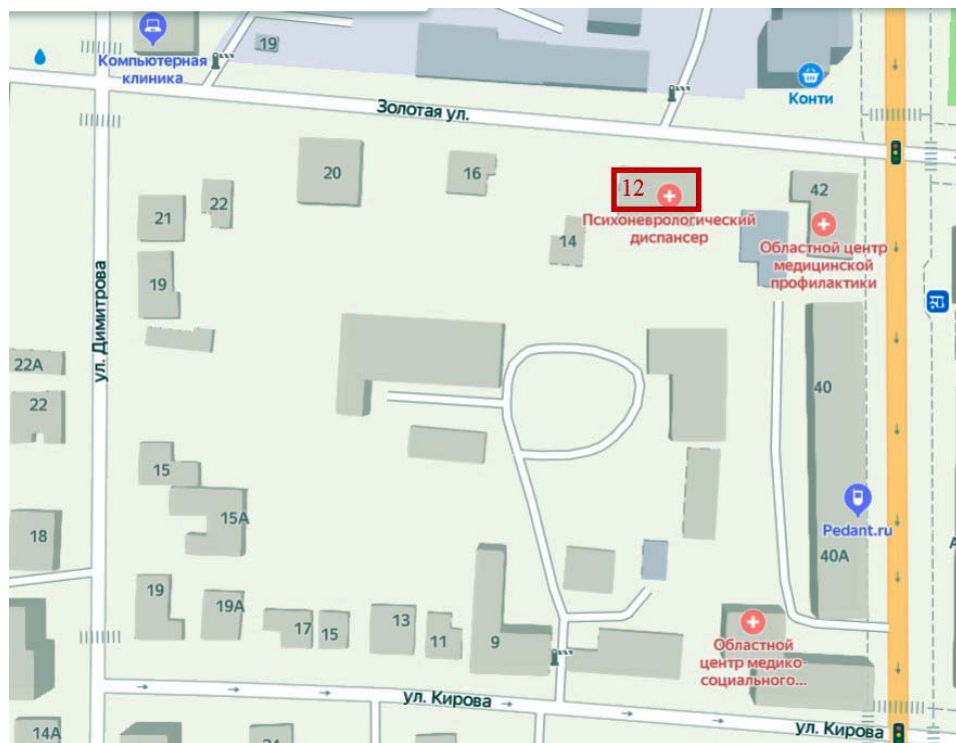 19
Компьютерная
клиника
Конти
Золотая ул.
20
16
12
42
Психоневрологический
диспансер
21
22
14
Областной центр
медицинской
профилактики
19
ул. Димитрова
22А
22
40
15
15А
18
Pedant.ru
40А
19
19А
17
15
13
11
9
Областной
центр медико-
социального...
ул. Кирова
ул. Кирова
14А